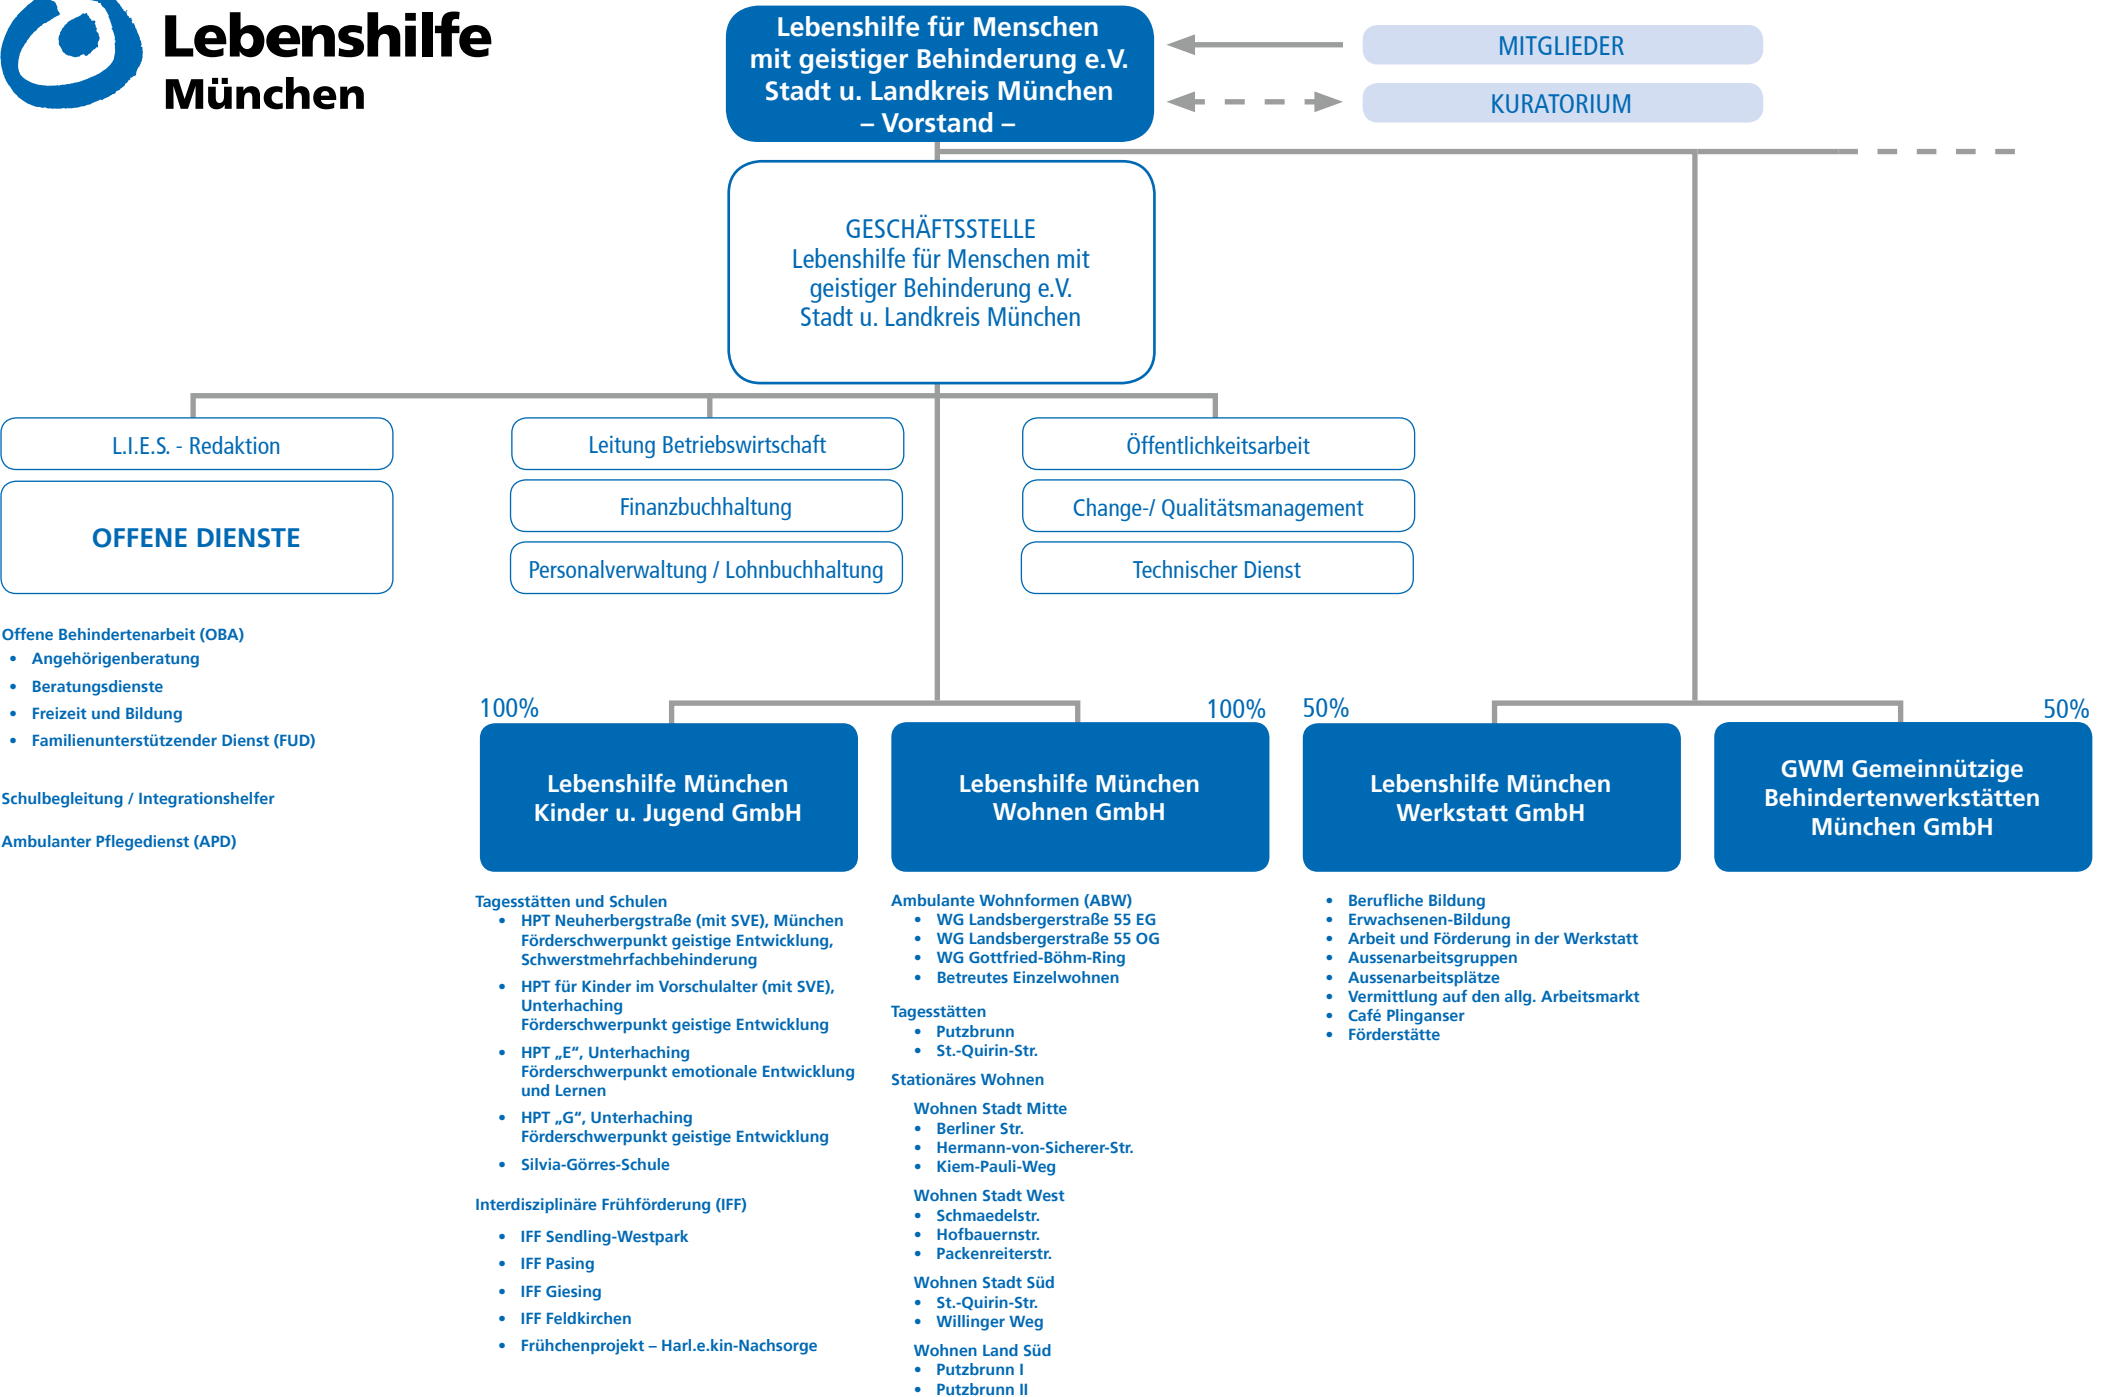 Lebenshilfe
München
Lebenshilfe für Menschen
mit geistiger Behinderung e.V.
Stadt u. Landkreis München
– Vorstand –
MITGLIEDER
KURATORIUM
GESCHÄFTSSTELLE
Lebenshilfe für Menschen mit
geistiger Behinderung e.V.
Stadt u. Landkreis München
L.I.E.S. - Redaktion
OFFENE DIENSTE
Leitung Betriebswirtschaft
Finanzbuchhaltung
Personalverwaltung / Lohnbuchhaltung
Öffentlichkeitsarbeit
Change-/ Qualitätsmanagement
Technischer Dienst
Offene Behindertenarbeit (OBA)
• Angehörigenberatung
• Beratungsdienste
• Freizeit und Bildung
• Familienunterstützender Dienst (FUD)
Schulbegleitung / Integrationshelfer
Ambulanter Pflegedienst (APD)
100%
Lebenshilfe München
Kinder u. Jugend GmbH
Tagesstätten und Schulen
• HPT Neuherbergstraße (mit SVE), München
Förderschwerpunkt geistige Entwicklung,
Schwerstmehrfachbehinderung
• HPT für Kinder im Vorschulalter (mit SVE),
Unterhaching
Förderschwerpunkt geistige Entwicklung
• HPT „E“, Unterhaching
Förderschwerpunkt emotionale Entwicklung
und Lernen
• HPT „G“, Unterhaching
Förderschwerpunkt geistige Entwicklung
• Silvia-Görres-Schule
Interdisziplinäre Frühförderung (IFF)
• IFF Sendling-Westpark
• IFF Pasing
• IFF Giesing
• IFF Feldkirchen
• Frühchenprojekt – Harl.e.kin-Nachsorge
100%
Lebenshilfe München
Wohnen GmbH
Ambulante Wohnformen (ABW)
• WG Landsbergerstraße 55 EG
• WG Landsbergerstraße 55 OG
• WG Gottfried-Böhm-Ring
• Betreutes Einzelwohnen
Tagesstätten
• Putzbrunn
• St.-Quirin-Str.
Stationäres Wohnen
Wohnen Stadt Mitte
• Berliner Str.
• Hermann-von-Sicherer-Str.
• Kiem-Pauli-Weg
Wohnen Stadt West
• Schmaedelstr.
• Hofbauernstr.
• Packenreiterstr.
Wohnen Stadt Süd
• St.-Quirin-Str.
• Willinger Weg
Wohnen Land Süd
• Putzbrunn I
• Putzbrunn II
50%
Lebenshilfe München
Werkstatt GmbH
• Berufliche Bildung
• Erwachsenen-Bildung
• Arbeit und Förderung in der Werkstatt
• Aussenarbeitsgruppen
• Aussenarbeitsplätze
• Vermittlung auf den allg. Arbeitsmarkt
• Café Plinganser
• Förderstätte
50%
GWM Gemeinnützige
Behindertenwerkstätten
München GmbH